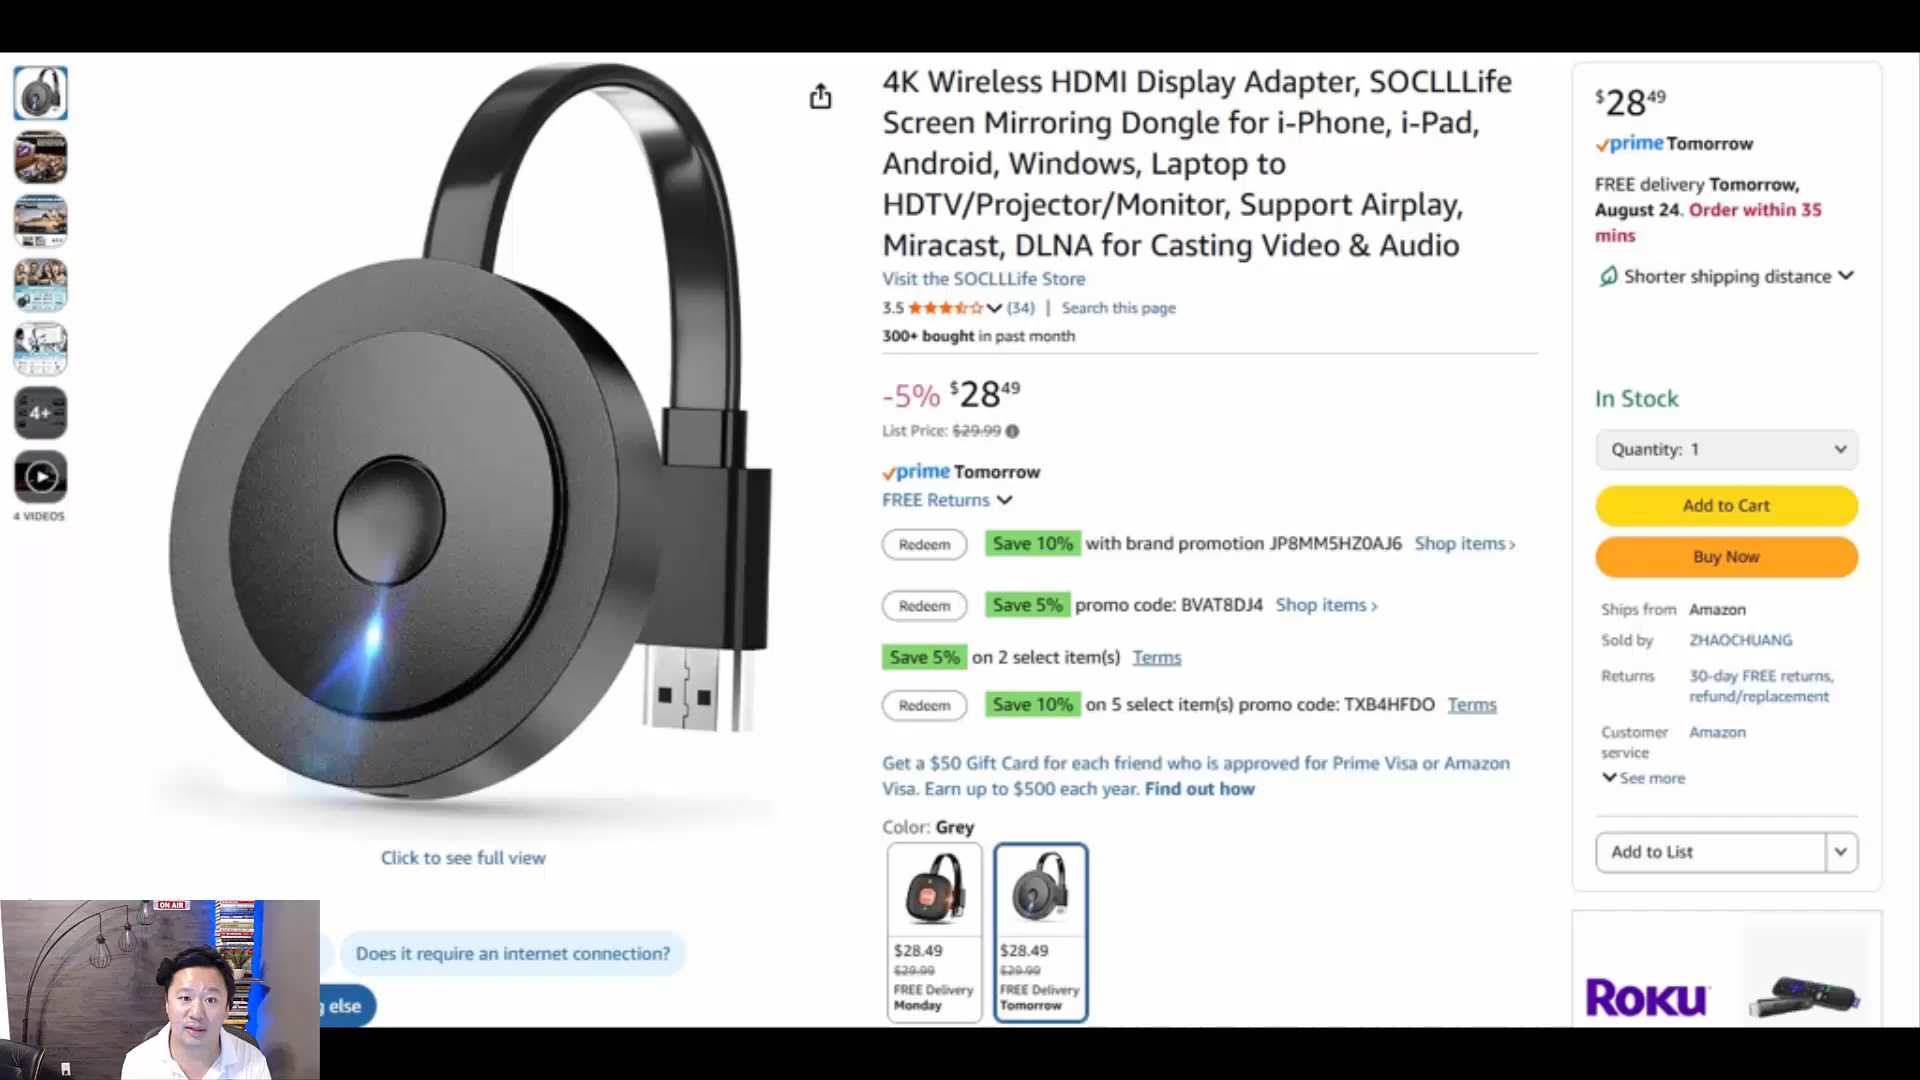 4K Wireless HDMI Display Adapter, SOCLLLife
Screen Mirroring Dongle for i-Phone, i-Pad,
Android, Windows, Laptop to
HDTV/Projector/Monitor, Support Airplay,
Miracast, DLNA for Casting Video & Audio
Visit the SOCLLLife Store
3.5 (34) | Search this page
300+ bought in past month
-5% $28 49
List Price: $29.99
prime Tomorrow
FREE Returns
Redeem Save 10% with brand promotion JP8MM5HZ0AJ6 Shop items ›
Redeem Save 5% promo code: BVAT8DJ4 Shop items ›
Save 5% on 2 select item(s) Terms
Redeem Save 10% on 5 select item(s) promo code: TXB4HFDO Terms
Get a $50 Gift Card for each friend who is approved for Prime Visa or Amazon
Visa. Earn up to $500 each year. Find out how
Color: Grey
$28.49
$29.99
FREE Delivery
Monday
$28.49
$29.99
FREE Delivery
Tomorrow
$28 49
prime Tomorrow
FREE delivery Tomorrow,
August 24. Order within 35
mins
Shorter shipping distance
In Stock
Quantity: 1
Add to Cart
Buy Now
Ships from Amazon
Sold by ZHAOCHUANG
Returns 30-day FREE returns,
refund/replacement
Customer Amazon
service
See more
Add to List
ROKU
4+
4 VIDEOS
Click to see full view
Does it require an internet connection?
g else
ON AIR